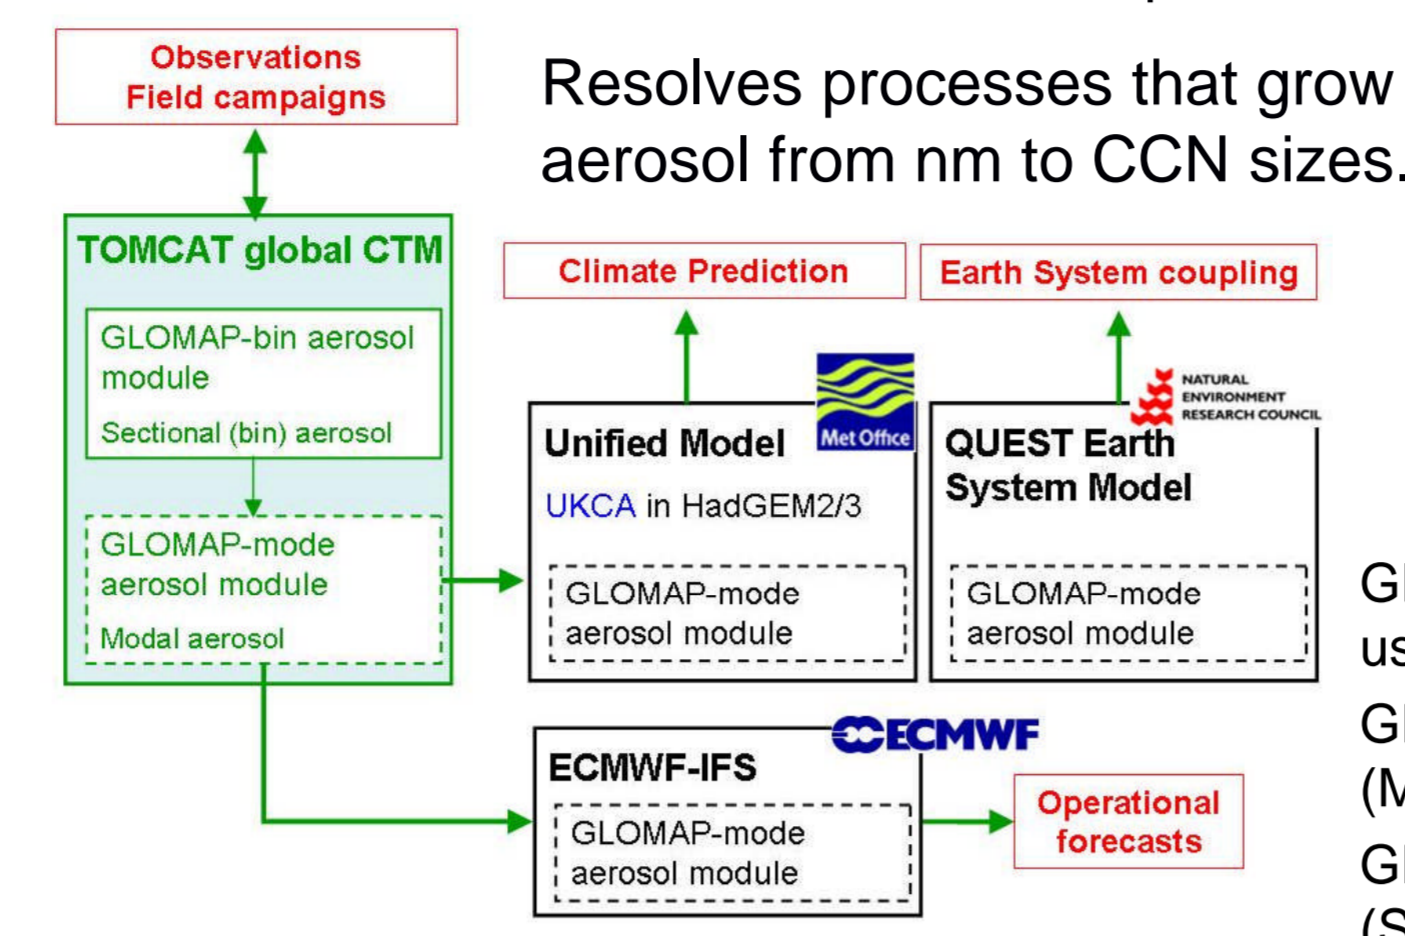 Observations
Field campaigns
Resolves processes that grow
aerosol from nm to CCN sizes.
TOMCAT global CTM
GLOMAP-bin aerosol
module
Sectional (bin) aerosol
GLOMAP-mode
aerosol module
Modal aerosol
Climate Prediction
Earth System coupling
Met Office
NATURAL
ENVIRONMENT
RESEARCH COUNCIL
Unified Model
UKCA in HadGEM2/3
GLOMAP-mode
aerosol module
QUEST Earth
System Model
GLOMAP-mode
aerosol module
ECMWF
ECMWF-IFS
GLOMAP-mode
aerosol module
Operational
forecasts